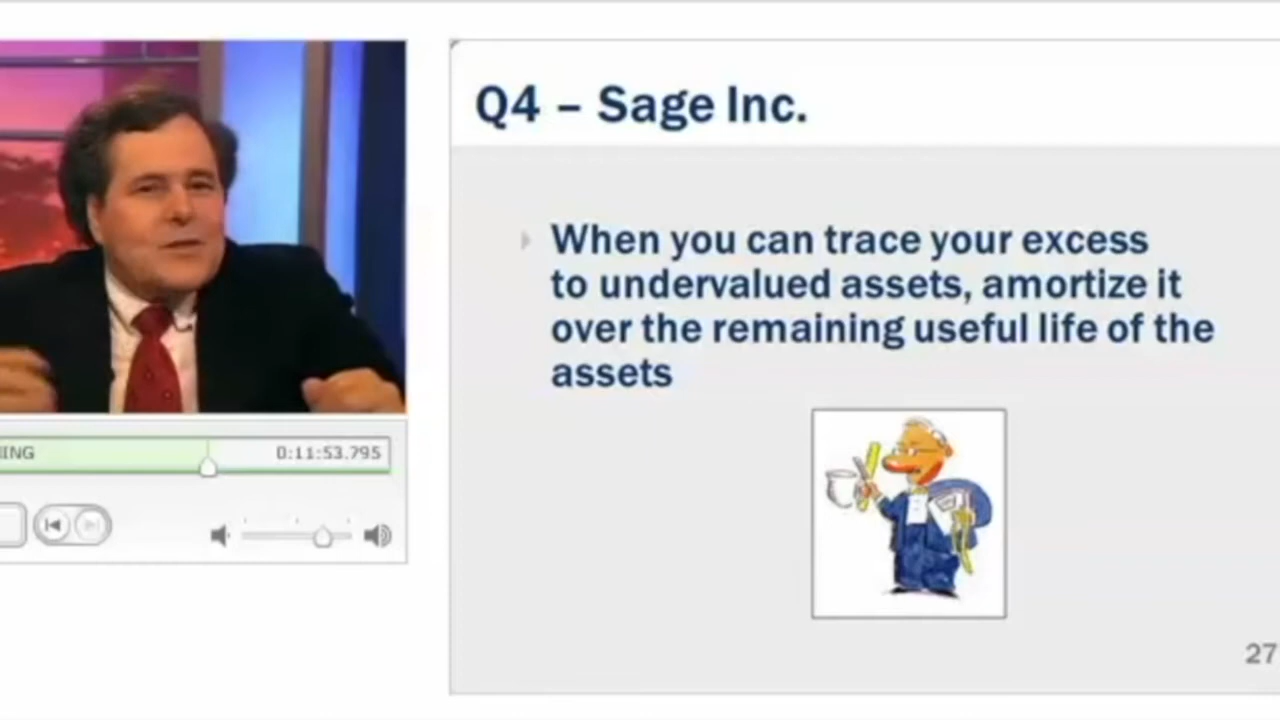 Q4 – Sage Inc.
When you can trace your excess
to undervalued assets, amortize it
over the remaining useful life of the
assets
0:11:53.795
27